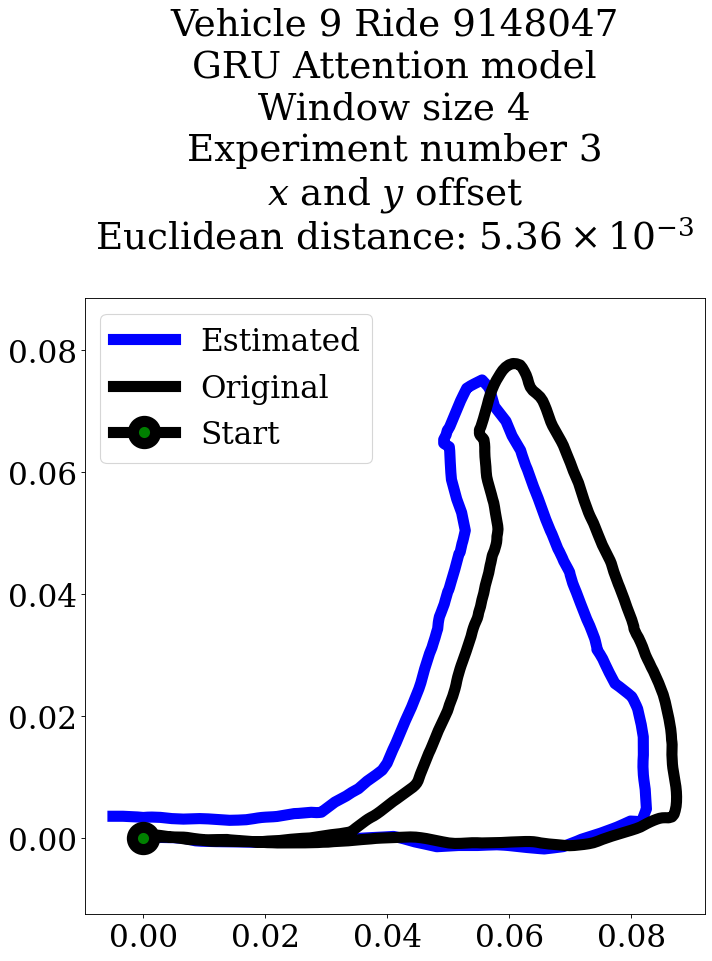 Vehicle 9 Ride 9148047
GRU Attention model
Window size 4
Experiment number 3
x and y offset
Euclidean distance: 5.36 × 10⁻³
Estimated
Original
Start
0.08
0.06
0.04
0.02
0.00
0.00 0.02 0.04 0.06 0.08